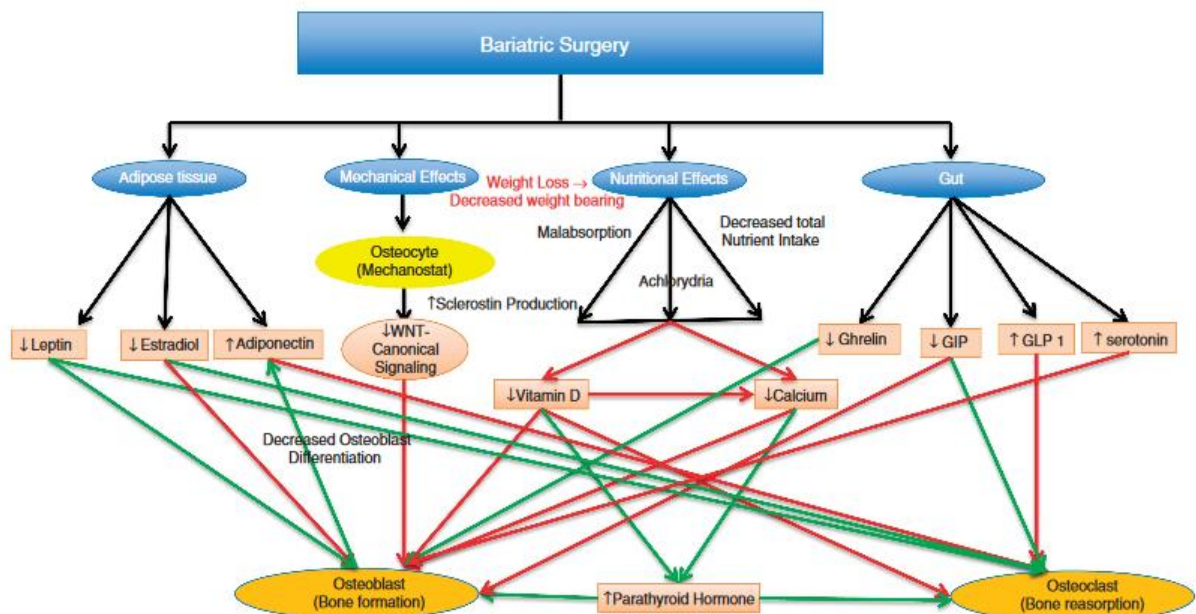 Bariatric Surgery
Adipose tissue
Mechanical Effects
Weight Loss →
Decreased weight bearing
Nutritional Effects
Gut
Malabsorption
Decreased total
Nutrient Intake
Osteocyte
(Mechanostat)
Achlorydria
↑Sclerostin Production
↓Leptin
↓Estradiol
↑Adiponectin
↓WNT-
Canonical
Signaling
↓Ghrelin
↓GIP
↑GLP 1
↑serotonin
↓Vitamin D
↓Calcium
Decreased Osteoblast
Differentiation
Osteoblast
(Bone formation)
↑Parathyroid Hormone
Osteoclast
(Bone reasorption)